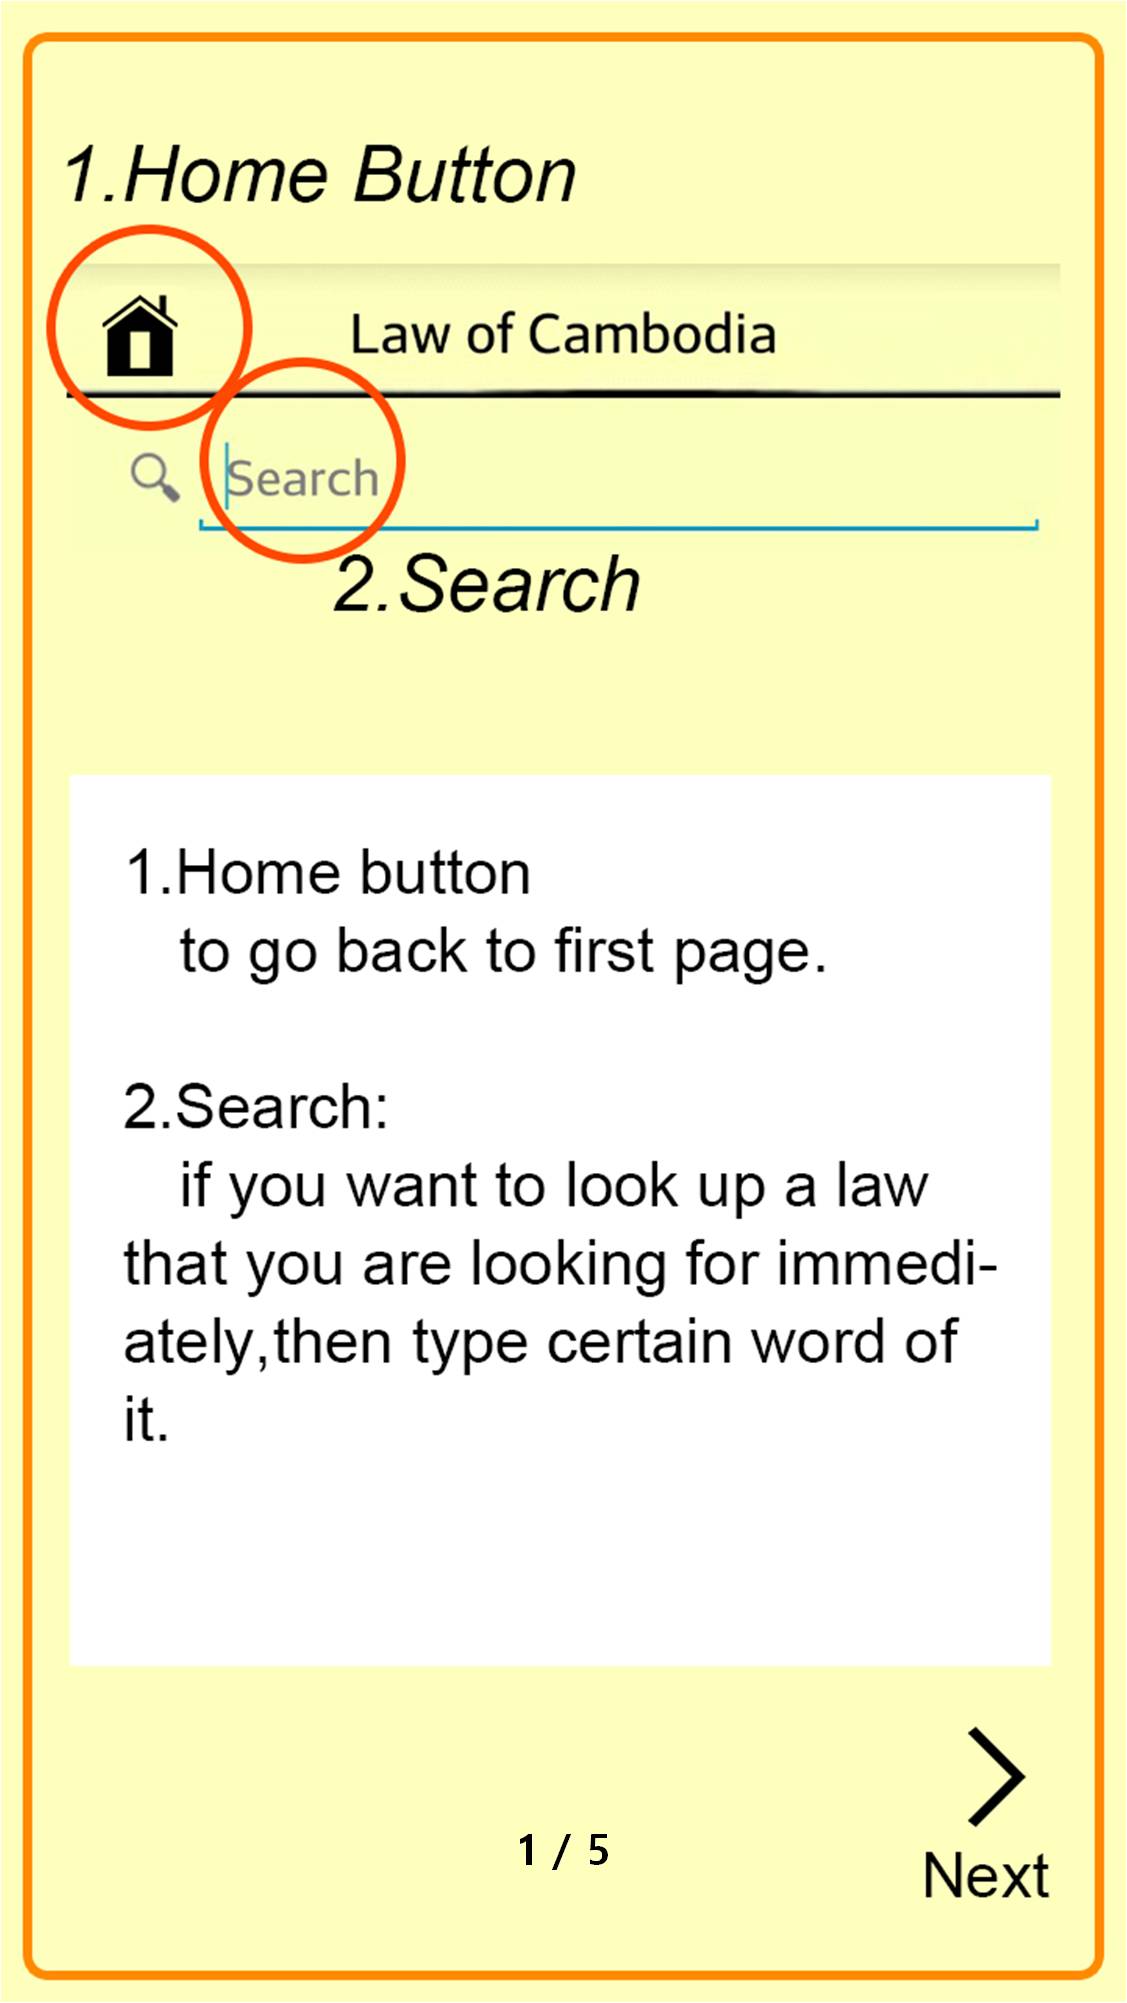 1.Home Button
Law of Cambodia
Search
2.Search
1.Home button
to go back to first page.
2.Search:
if you want to look up a law
that you are looking for immedi-
ately,then type certain word of
it.
1 / 5
Next